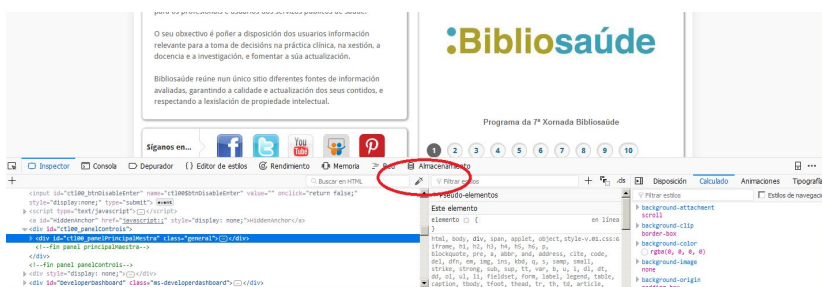 para os profesionais e usuarios dos servizos públicos de saúde.
O seu obxectivo é poñer a disposición dos usuarios información
relevante para a toma de decisións na práctica clínica, na xestión, a
docencia e a investigación, e fomentar a súa actualización.
Bibliosaúde reúne nun único sitio diferentes fontes de información
avaliadas, garantindo a calidade e actualización dos seus contidos, e
respectando a lexislación de propiedade intelectual.
Síganos en...
You Tube
:Bibliosaúde
Programa da 7ª Xornada Bibliosaúde
1 2 3 4 5 6 7 8 9 10
Inspector Consola Depurador { } Editor de estilos Rendimiento Memoria Red Almacenamiento
+ Buscar en HTML
<input id="ctl00_btnDisableEnter" name="ctl00$btnDisableEnter" value="" onclick="return false;"
style="display:none;" type="submit"> event
<script type="text/javascript"></script>
<a id="HiddenAnchor" href="javascript:;" style="display: none;">HiddenAnchor</a>
<div id="ctl00_panelControls">
<div id="ctl00_panelPrincipalMestra" class="general"></div>
<!--fin panel principalMaestra-->
</div>
<!--fin panel panelControls-->
<div style="display: none;"></div>
<div id="DeveloperDashboard" class="ms-developerdashboard"></div>
Filtrar estilos + .cls
Pseudo-elementos
Este elemento
elemento { en línea
}
html, body, div, span, applet, object, style-v.01.css:6
iframe, h1, h2, h3, h4, h5, h6, p,
blockquote, pre, a, abbr, and, address, cite, code,
del, dfn, em, img, ins, kbd, q, s, samp, small,
strike, strong, sub, sup, tt, var, b, u, i, dl, dt,
dd, ol, ul, li, fieldset, form, label, legend, table,
caption, tbody, tfoot, thead, tr, th, td, article,
Disposición Calculado Animaciones Tipografía
Filtrar estilos Estilos de navegado
background-attachment
scroll
background-clip
border-box
background-color
rgba(0, 0, 0, 0)
background-image
none
background-origin
padding-box